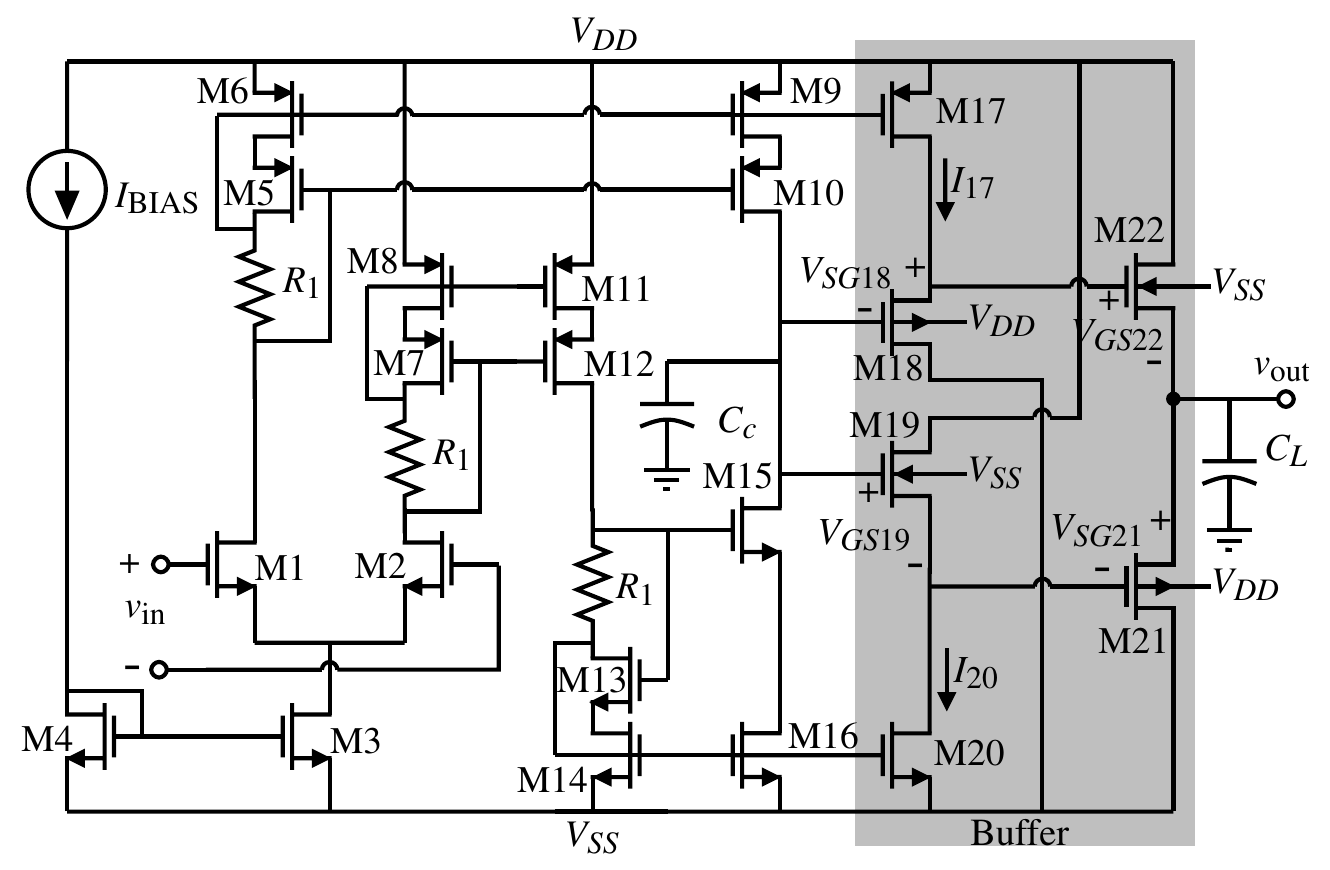 V_DD
M6
M9
M17
I_BIAS
M5
M10
I_17
M8
M22
R_1
M11
V_SG18
+
V_SS
-
+
V_DD
V_GS22
M7
M12
M18
-
v_out
C_c
M19
R_1
M15
V_SS
C_L
+
V_GS19
V_SG21
+
+
M1
M2
-
-
R_1
V_DD
v_in
M21
-
M13
I_20
M4
M3
M16
M20
M14
V_SS
Buffer